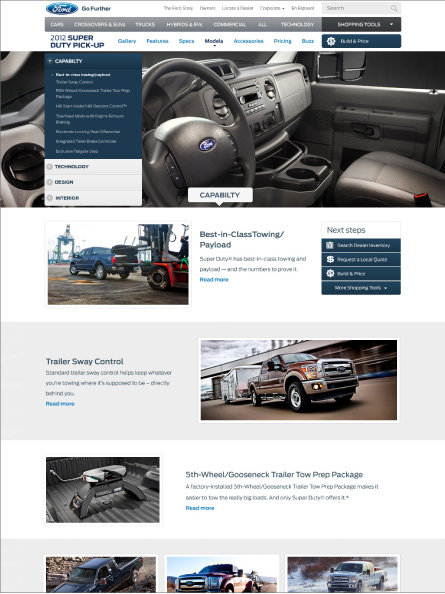 Ford
Go Further
The Ford Story Owners Locate a Dealer Corporate En Español
Search
CARS CROSSOVERS & SUVs TRUCKS HYBRIDS & EVs COMMERCIAL ALL TECHNOLOGY SHOPPING TOOLS
2012 SUPER
DUTY PICK-UP
Gallery Features Specs Models Accessories Pricing Buzz
Build & Price
CAPABILTY
Best-in-class towing/payload
Trailer Sway Control
Fifth Wheel/Gooseneck Trailer Tow Prep
Package
Hill Start Assist/Hill Descent Control™
Tow/Haul Mode with Engine Exhaust
Braking
Electronic-Locking Rear Differential
Integrated Trailer Brake Controller
Exclusive Tailgate Step
TECHNOLOGY
DESIGN
INTERIOR
Ford
CAPABILTY
Best-in-ClassTowing/
Payload
Super Duty® has best-in-class towing and
payload — and the numbers to prove it.
Read more
Next steps
Search Dealer Inventory
Request a Local Quote
Build & Price
More Shopping Tools
Trailer Sway Control
Standard trailer sway control helps keep whatever
you're towing where it's supposed to be – directly
behind you.
Read more
5th-Wheel/Gooseneck Trailer Tow Prep Package
A factory-installed 5th-Wheel/Gooseneck Trailer Tow Package makes it
easier to tow the really big loads. And only Super Duty® offers it.*
Read more